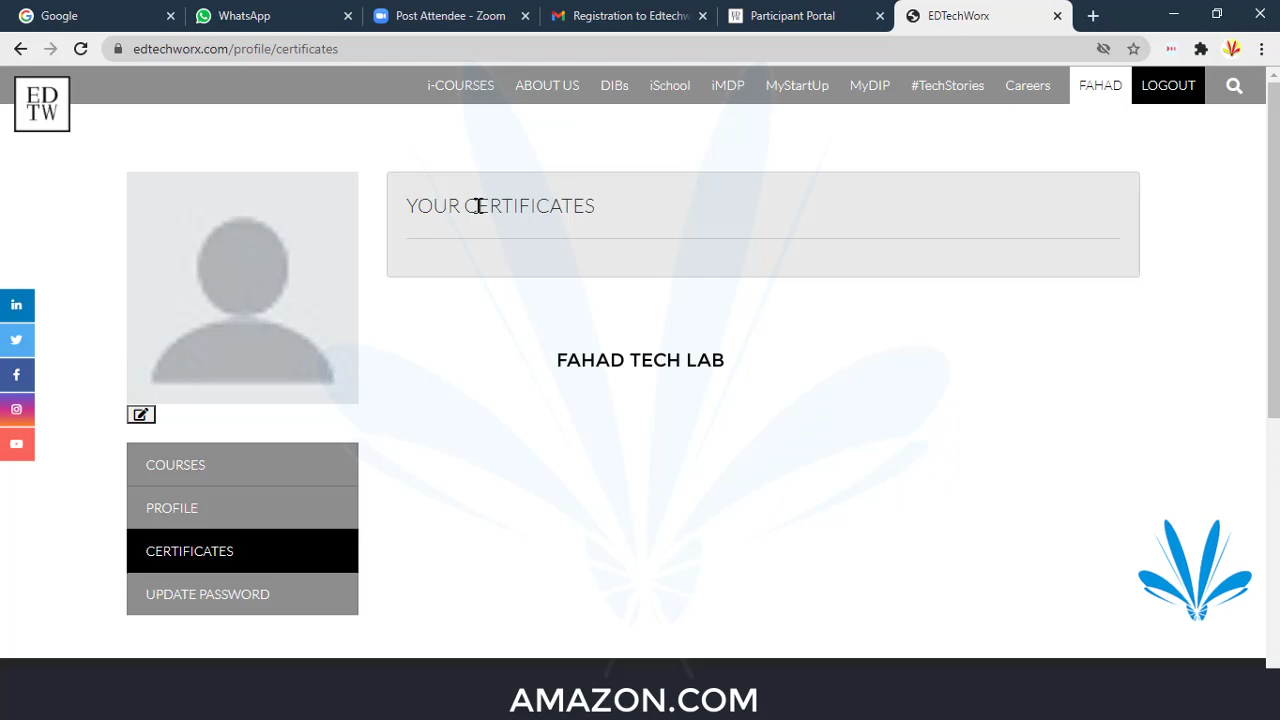 Google
WhatsApp
Post Attendee - Zoom
Registration to Edtechw
Participant Portal
EDTechWorx
edtechworx.com/profile/certificates
ED
TW
i-COURSES
ABOUT US
DIBs
iSchool
iMDP
MyStartUp
MyDIP
#TechStories
Careers
FAHAD
LOGOUT
YOUR CERTIFICATES
FAHAD TECH LAB
COURSES
PROFILE
CERTIFICATES
UPDATE PASSWORD
AMAZON.COM